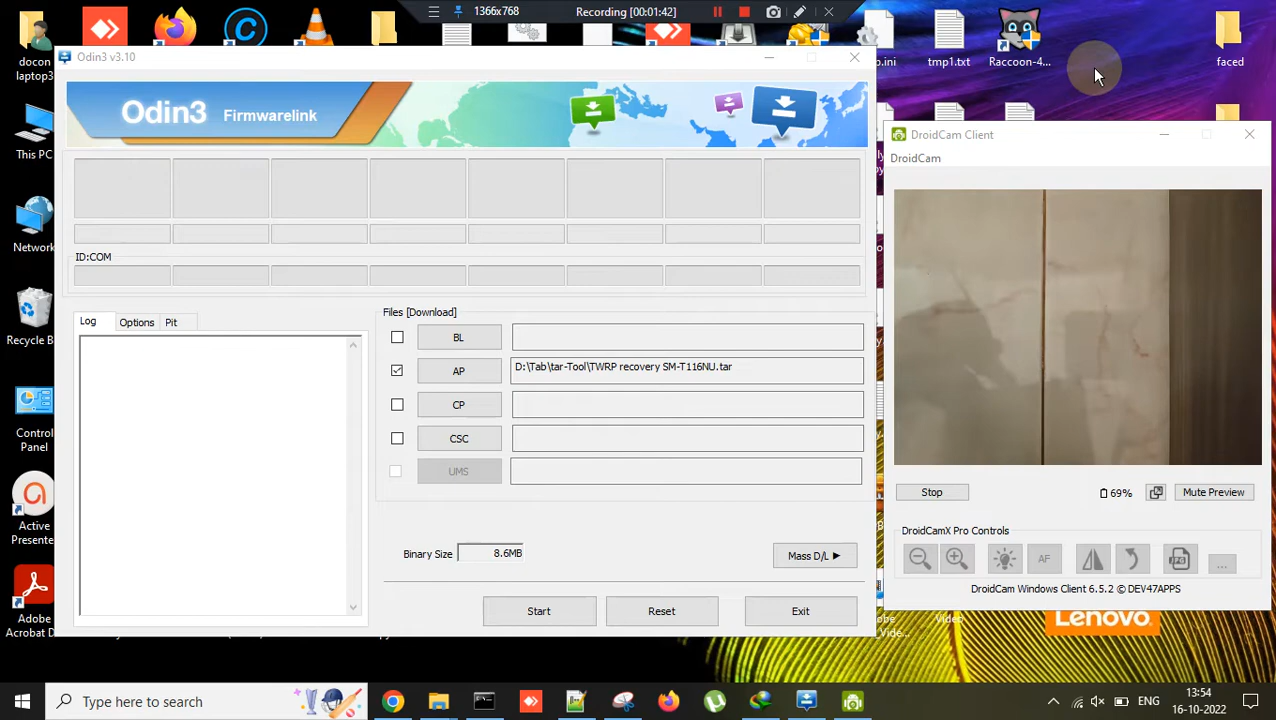 1366x768
Recording [00:01:42]
docon
laptop3
p.ini
tmp1.txt
Raccoon-4...
faced
This PC
Network
Recycle B
Control
Panel
Active
Presente
Adobe
Acrobat D
Odin3 v3.10
Odin3 Firmwarelink
ID:COM
Log
Options
Pit
Files [Download]
BL
AP
D:\Tab\tar-Tool\TWRP recovery SM-T116NU.tar
CP
CSC
UMS
Binary Size
8.6MB
Mass D/L
Start
Reset
Exit
DroidCam Client
DroidCam
Stop
69%
Mute Preview
DroidCamX Pro Controls
AF
JPG
...
DroidCam Windows Client 6.5.2 © DEV47APPS
Lenovo
Vide...
Video
Type here to search
ENG
13:54
16-10-2022